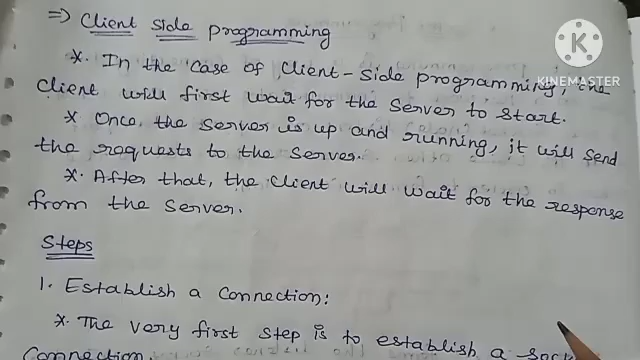 ⇒ Client side programming
*. In the case of Client-side programming, the
Client will first wait for the server to start.
* Once, the server is up and running, it will send
the requests to the server.
*. After that, the client will wait for the response
from the server.
Steps
1. Establish a Connection:
*. The very first step is to establish a
Connection.
KINEMASTER